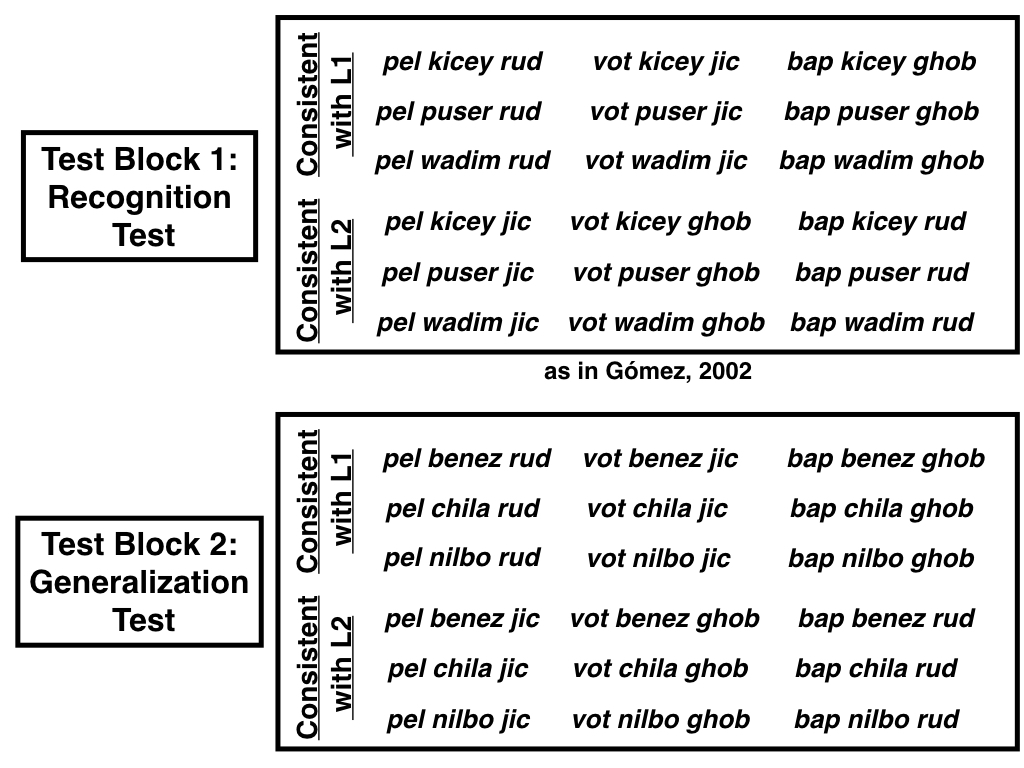 Test Block 1:
Recognition
Test
Consistent
with L1
pel kicey rud vot kicey jic bap kicey ghob
pel puser rud vot puser jic bap puser ghob
pel wadim rud vot wadim jic bap wadim ghob
Consistent
with L2
pel kicey jic vot kicey ghob bap kicey rud
pel puser jic vot puser ghob bap puser rud
pel wadim jic vot wadim ghob bap wadim rud
as in Gómez, 2002
Test Block 2:
Generalization
Test
Consistent
with L1
pel benez rud vot benez jic bap benez ghob
pel chila rud vot chila jic bap chila ghob
pel nilbo rud vot nilbo jic bap nilbo ghob
Consistent
with L2
pel benez jic vot benez ghob bap benez rud
pel chila jic vot chila ghob bap chila rud
pel nilbo jic vot nilbo ghob bap nilbo rud